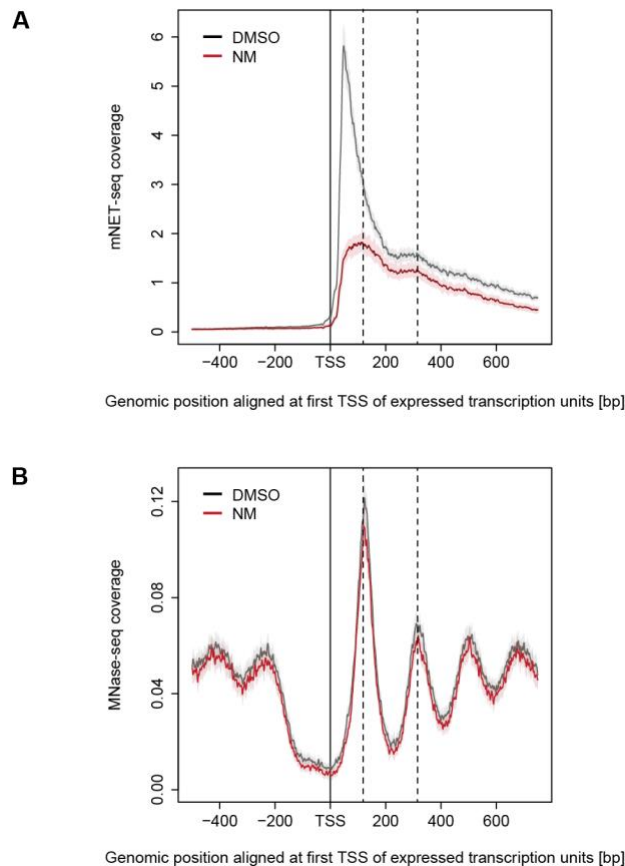 A
DMSO
NM
6
5
4
3
2
1
0
mNET-seq coverage
−400 −200 TSS 200 400 600
Genomic position aligned at first TSS of expressed transcription units [bp]
B
DMSO
NM
0.12
0.08
0.04
0.00
MNase-seq coverage
−400 −200 TSS 200 400 600
Genomic position aligned at first TSS of expressed transcription units [bp]